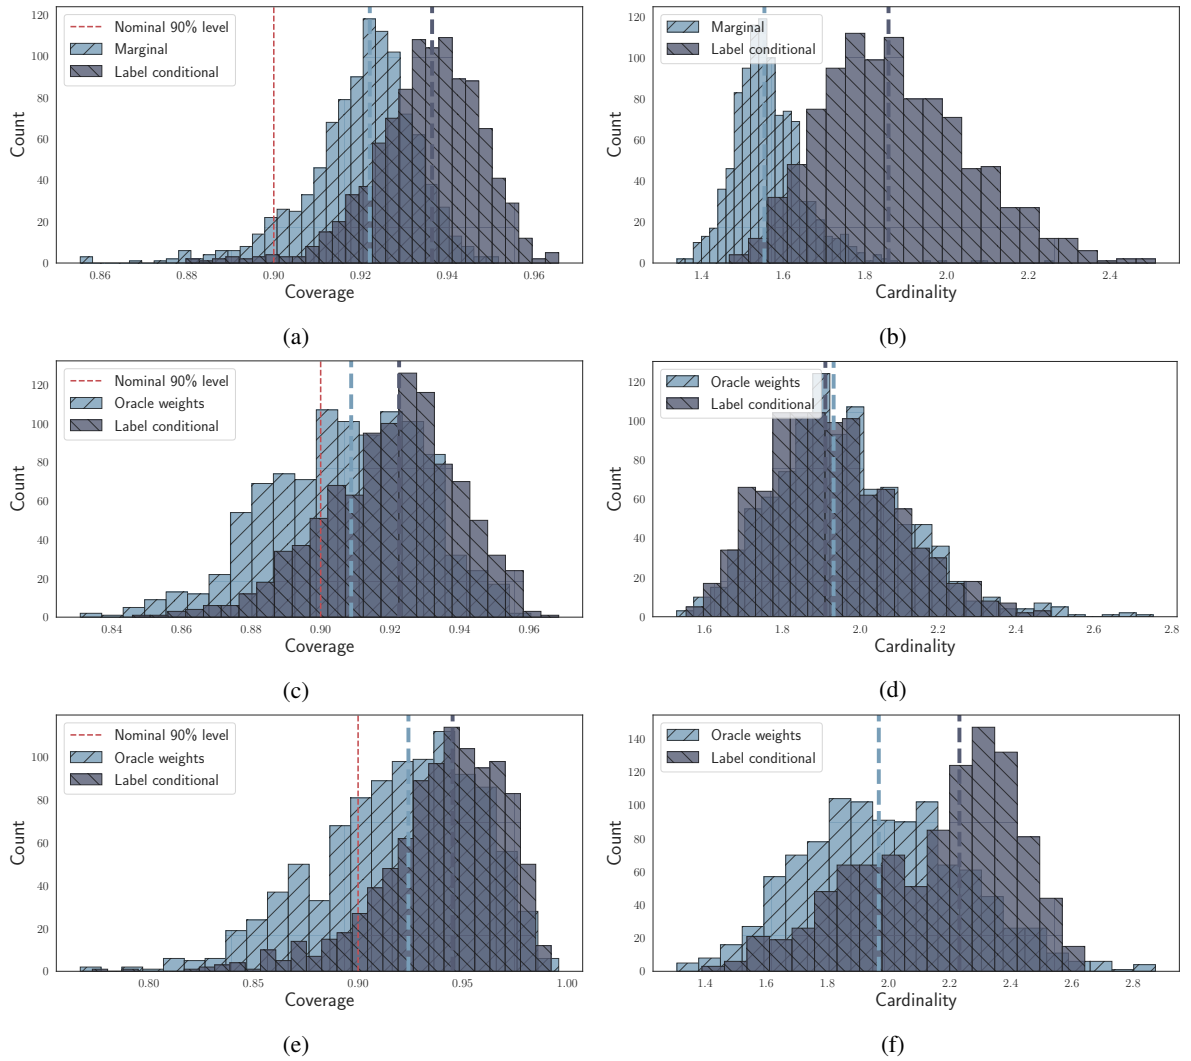 Count
120
100
80
60
40
20
0
Nominal 90% level
Marginal
Label conditional
0.86
0.88
0.90
0.92
0.94
0.96
Coverage
(a)
Count
120
100
80
60
40
20
0
Marginal
Label conditional
1.4
1.6
1.8
2.0
2.2
2.4
Cardinality
(b)
Count
120
100
80
60
40
20
0
Nominal 90% level
Oracle weights
Label conditional
0.84
0.86
0.88
0.90
0.92
0.94
0.96
Coverage
(c)
Count
120
100
80
60
40
20
0
Oracle weights
Label conditional
1.6
1.8
2.0
2.2
2.4
2.6
2.8
Cardinality
(d)
Count
100
80
60
40
20
0
Nominal 90% level
Oracle weights
Label conditional
0.80
0.85
0.90
0.95
1.00
Coverage
(e)
Count
140
120
100
80
60
40
20
0
Oracle weights
Label conditional
1.4
1.6
1.8
2.0
2.2
2.4
2.6
2.8
Cardinality
(f)